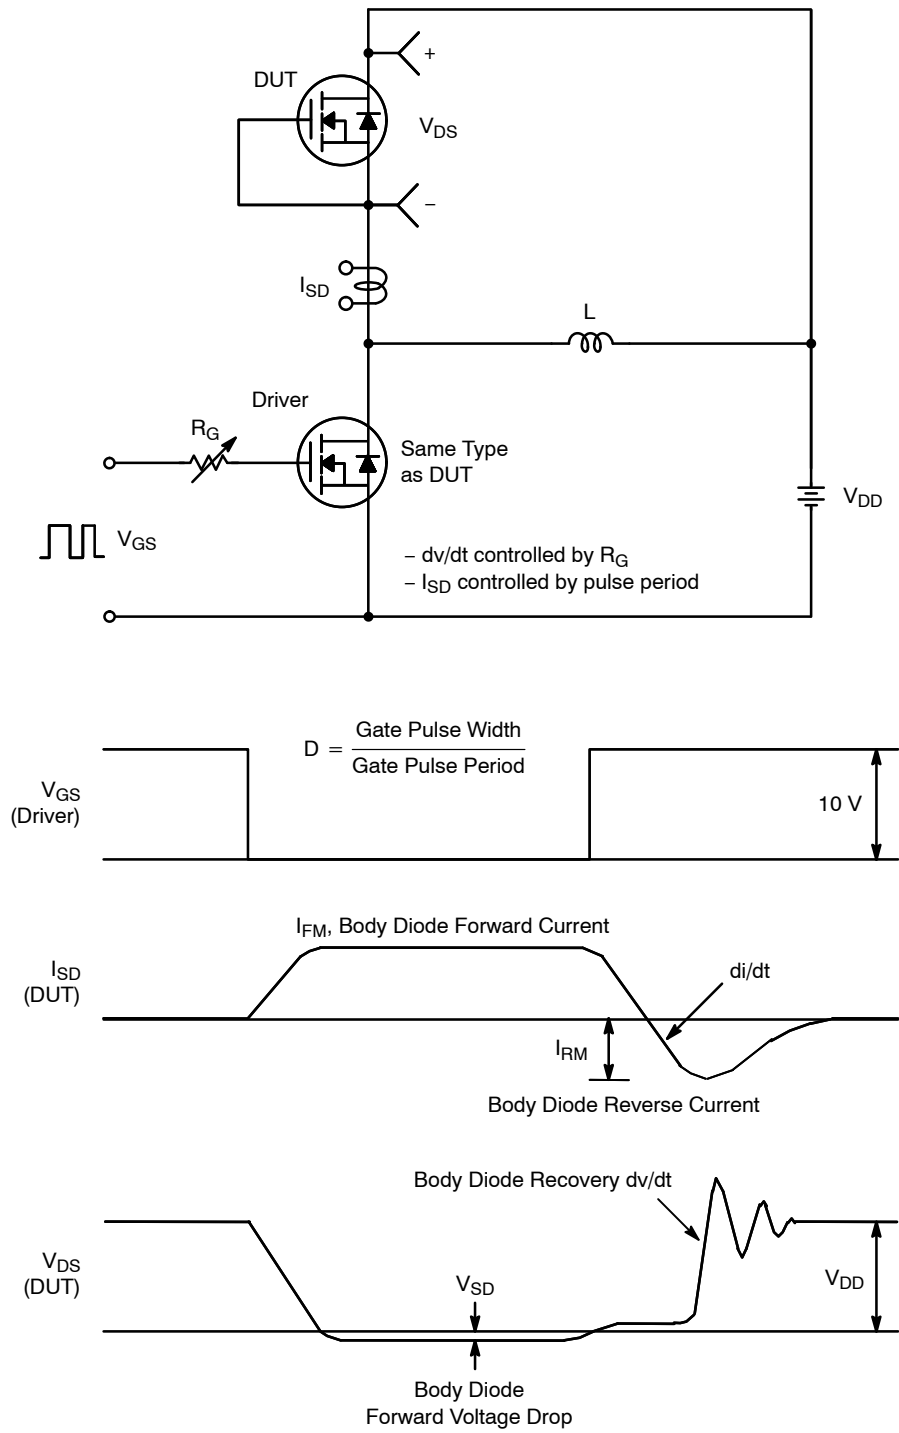 +
DUT
V_DS
–
I_SD
L
Driver
R_G
Same Type
as DUT
V_DD
V_GS
– dv/dt controlled by R_G
– I_SD controlled by pulse period
D = Gate Pulse Width
Gate Pulse Period
V_GS
(Driver)
10 V
I_FM, Body Diode Forward Current
I_SD
(DUT)
di/dt
I_RM
Body Diode Reverse Current
Body Diode Recovery dv/dt
V_DS
(DUT)
V_SD
V_DD
Body Diode
Forward Voltage Drop